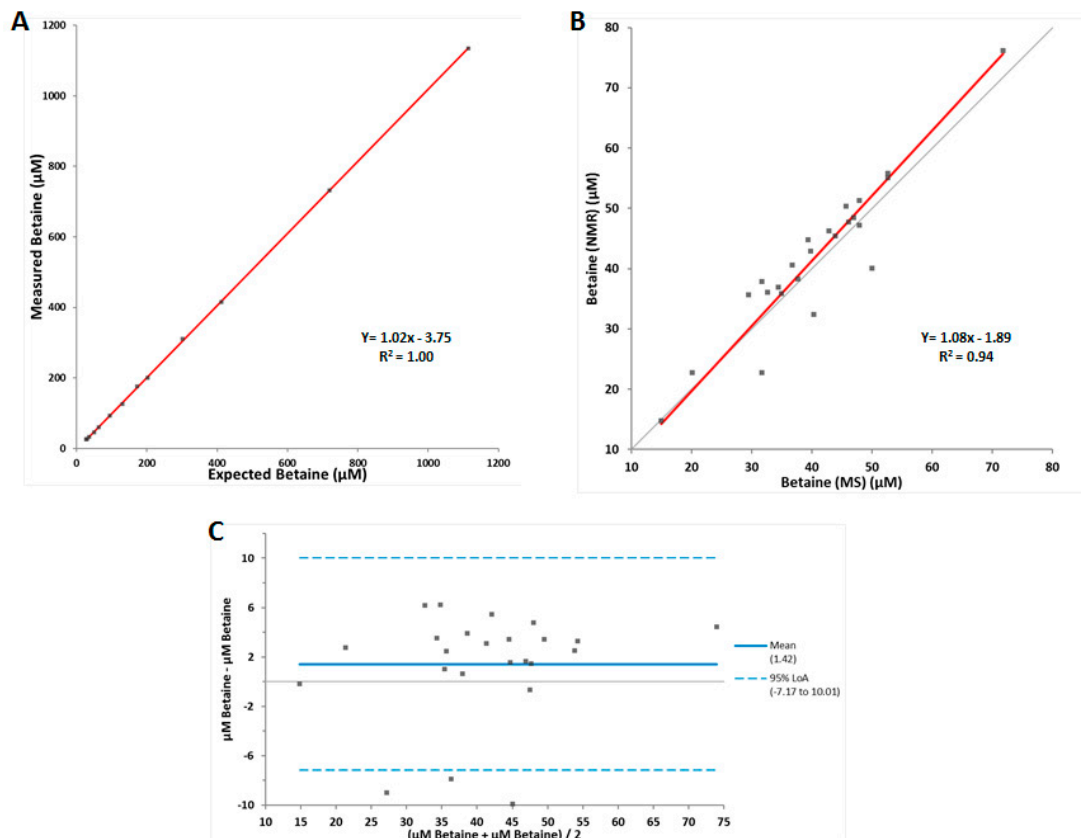 A
Measured Betaine (µM)
1200
1000
800
600
400
200
0
Y= 1.02x - 3.75
R² = 1.00
0 200 400 600 800 1000 1200
Expected Betaine (µM)
B
Betaine (NMR) (µM)
80
70
60
50
40
30
20
10
Y= 1.08x - 1.89
R² = 0.94
10 20 30 40 50 60 70 80
Betaine (MS) (µM)
C
µM Betaine - µM Betaine
10
6
2
-2
-6
-10
Mean
(1.42)
95% LoA
(-7.17 to 10.01)
10 15 20 25 30 35 40 45 50 55 60 65 70 75
(µM Betaine + µM Betaine) / 2